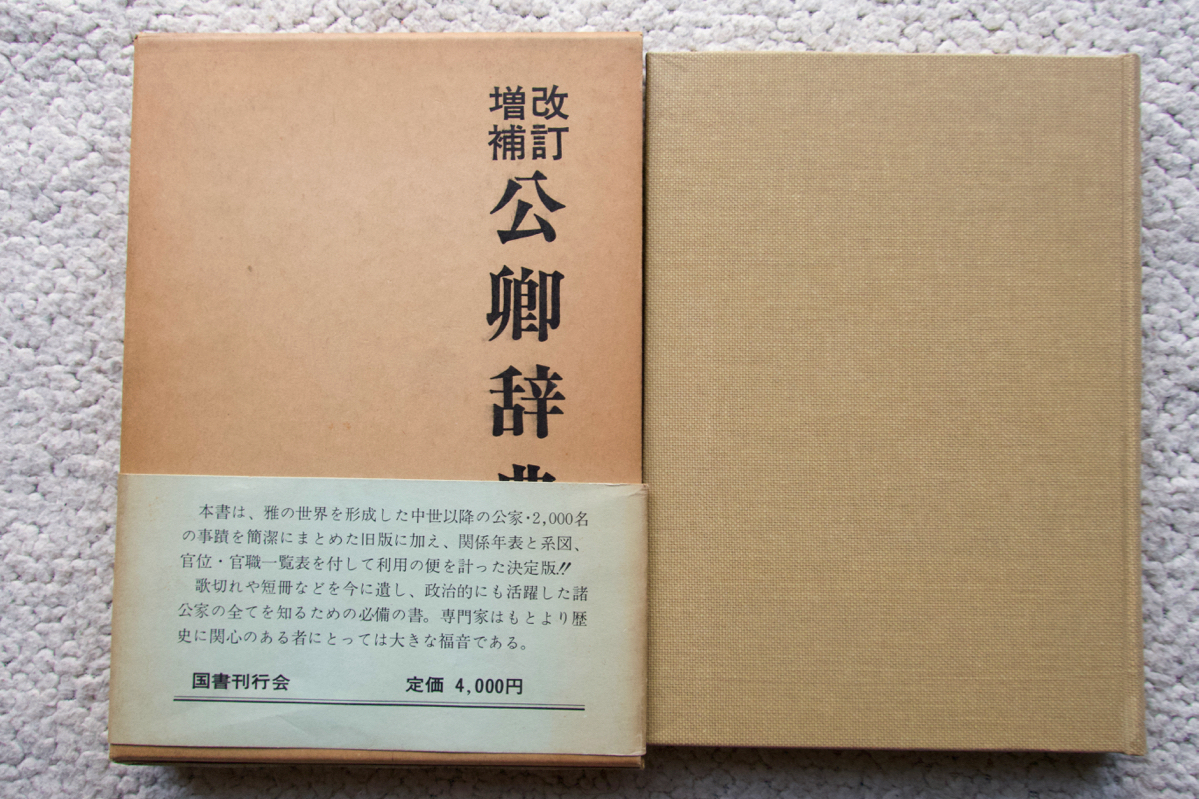 改訂
増補
公卿辞典
本書は、雅の世界を形成した中世以降の公家・2,000名
の事蹟を簡潔にまとめた旧版に加え、関係年表と系図、
官位・官職一覧表を付して利用の便を計った決定版!!
歌切れや短冊などを今に遺し、政治的にも活躍した諸
公家の全てを知るための必備の書。専門家はもとより歴
史に関心のある者にとっては大きな福音である。
国書刊行会 定価 4,000円